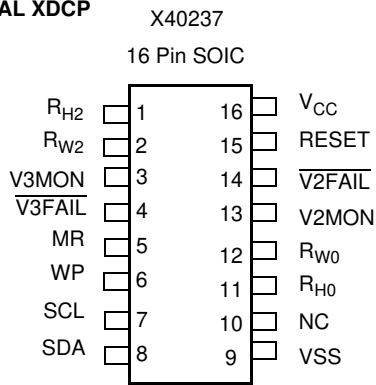 AL XDCP
X40237
16 Pin SOIC
RH2 1 16 VCC
RW2 2 15 RESET
V3MON 3 14 V2FAIL
V3FAIL 4 13 V2MON
MR 5 12 RW0
WP 6 11 RH0
SCL 7 10 NC
SDA 8 9 VSS